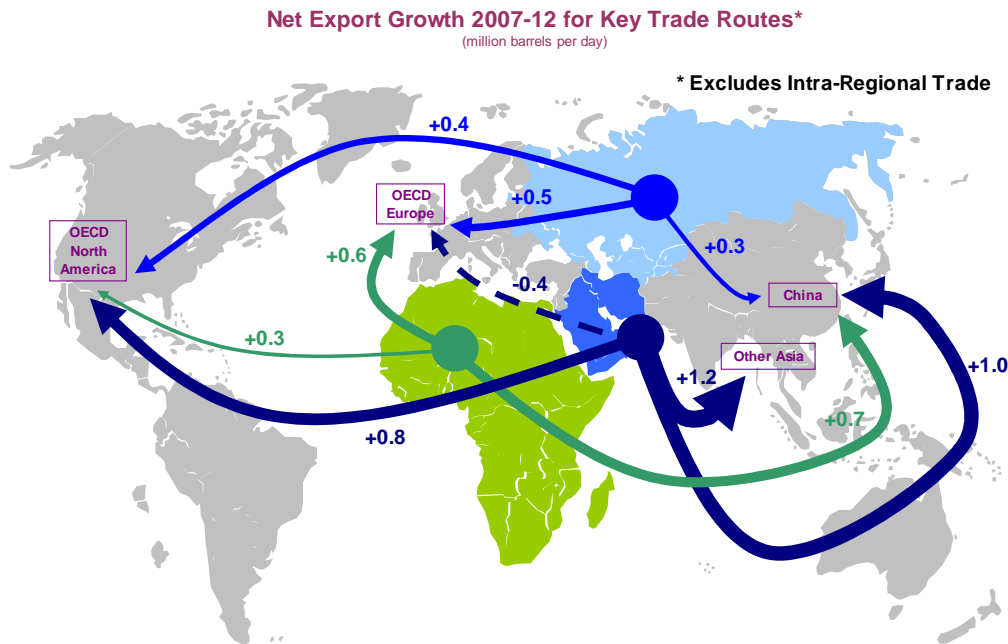 Net Export Growth 2007-12 for Key Trade Routes*
(million barrels per day)
* Excludes Intra-Regional Trade
+0.4
OECD
Europe
+0.5
OECD
North
America
+0.6
+0.3
-0.4
China
+0.3
Other Asia
+1.0
+1.2
+0.7
+0.8